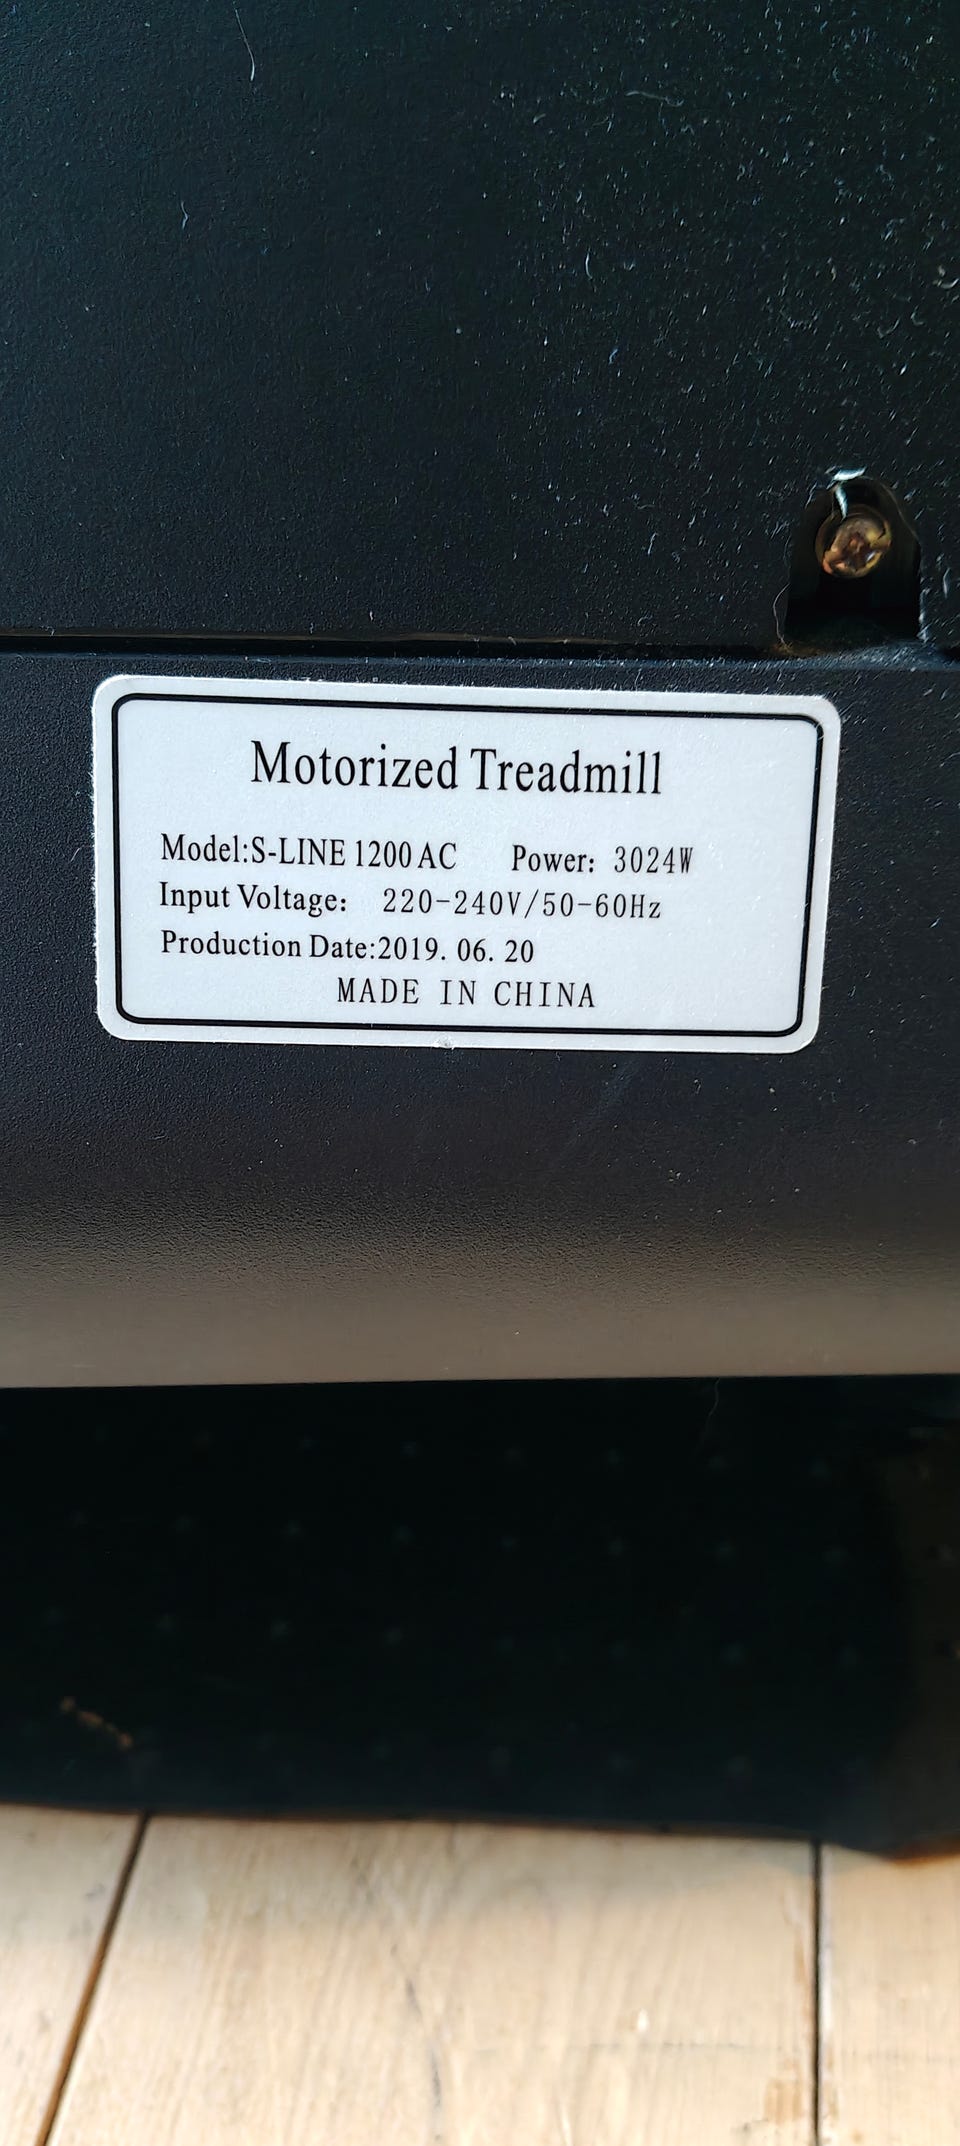 Motorized Treadmill
Model:S-LINE 1200 AC Power: 3024W
Input Voltage: 220-240V/50-60Hz
Production Date:2019. 06. 20
MADE IN CHINA